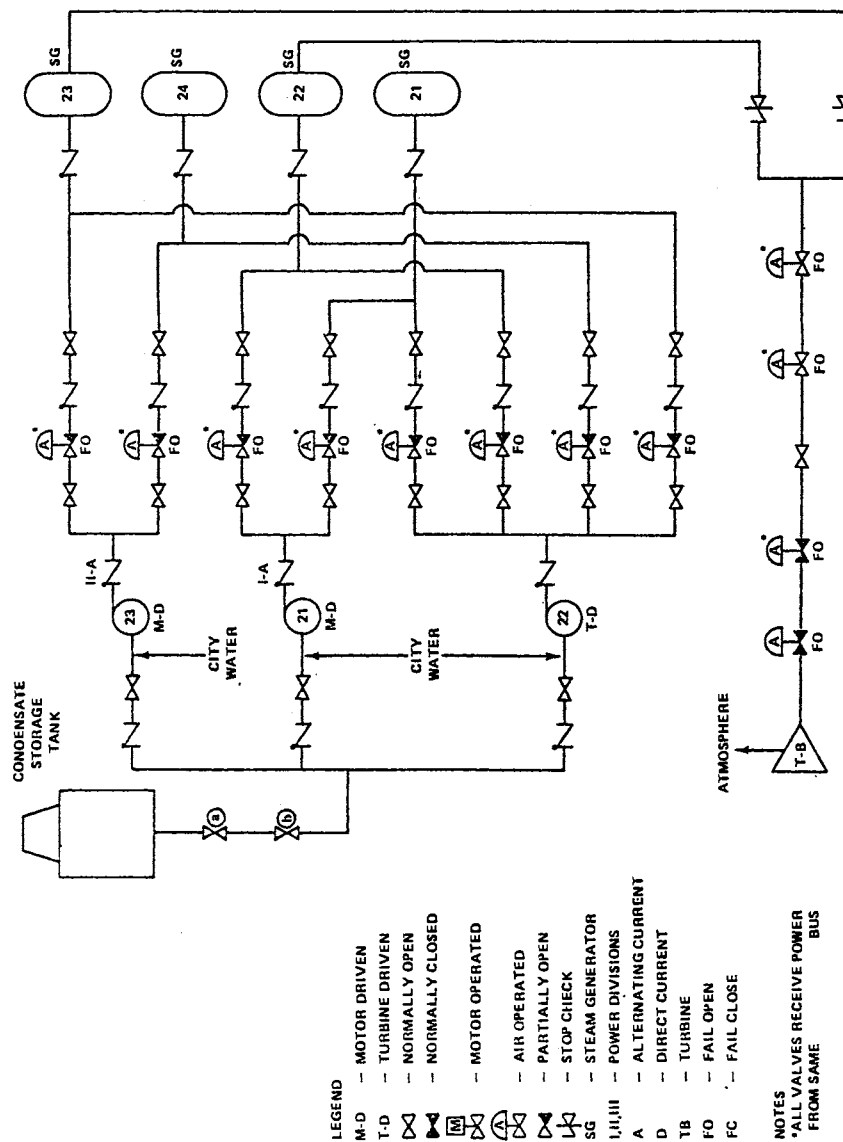 CONDENSATE
STORAGE
TANK
a
b
CITY
WATER
CITY
WATER
23
M-D
II-A
21
M-D
I-A
22
T-D
A*
FO
A*
FO
A*
FO
A*
FO
A*
FO
A*
FO
A*
FO
A*
FO
23
SG
24
SG
22
SG
21
SG
ATMOSPHERE
T-B
A
FO
A*
FO
A*
FO
A*
FO
LEGEND
M-D – MOTOR DRIVEN
T-D – TURBINE DRIVEN
– NORMALLY OPEN
– NORMALLY CLOSED
M – MOTOR OPERATED
A – AIR OPERATED
– PARTIALLY OPEN
– STOP CHECK
SG – STEAM GENERATOR
I,II,III – POWER DIVISIONS
A – ALTERNATING CURRENT
D – DIRECT CURRENT
TB – TURBINE
FO – FAIL OPEN
FC – FAIL CLOSE
NOTES
*ALL VALVES RECEIVE POWER
FROM SAME BUS